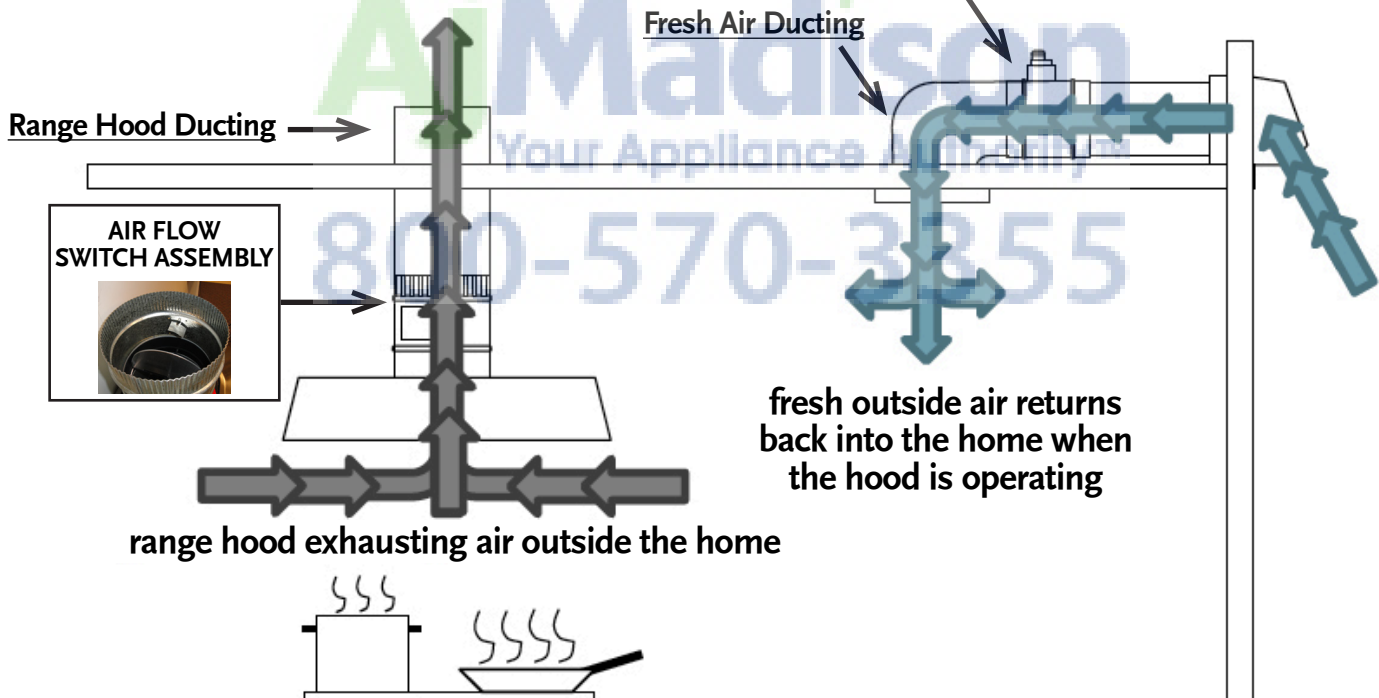 AjMadison
Your Appliance Authority™
800-570-3355
Fresh Air Ducting
Range Hood Ducting
AIR FLOW
SWITCH ASSEMBLY
fresh outside air returns
back into the home when
the hood is operating
range hood exhausting air outside the home